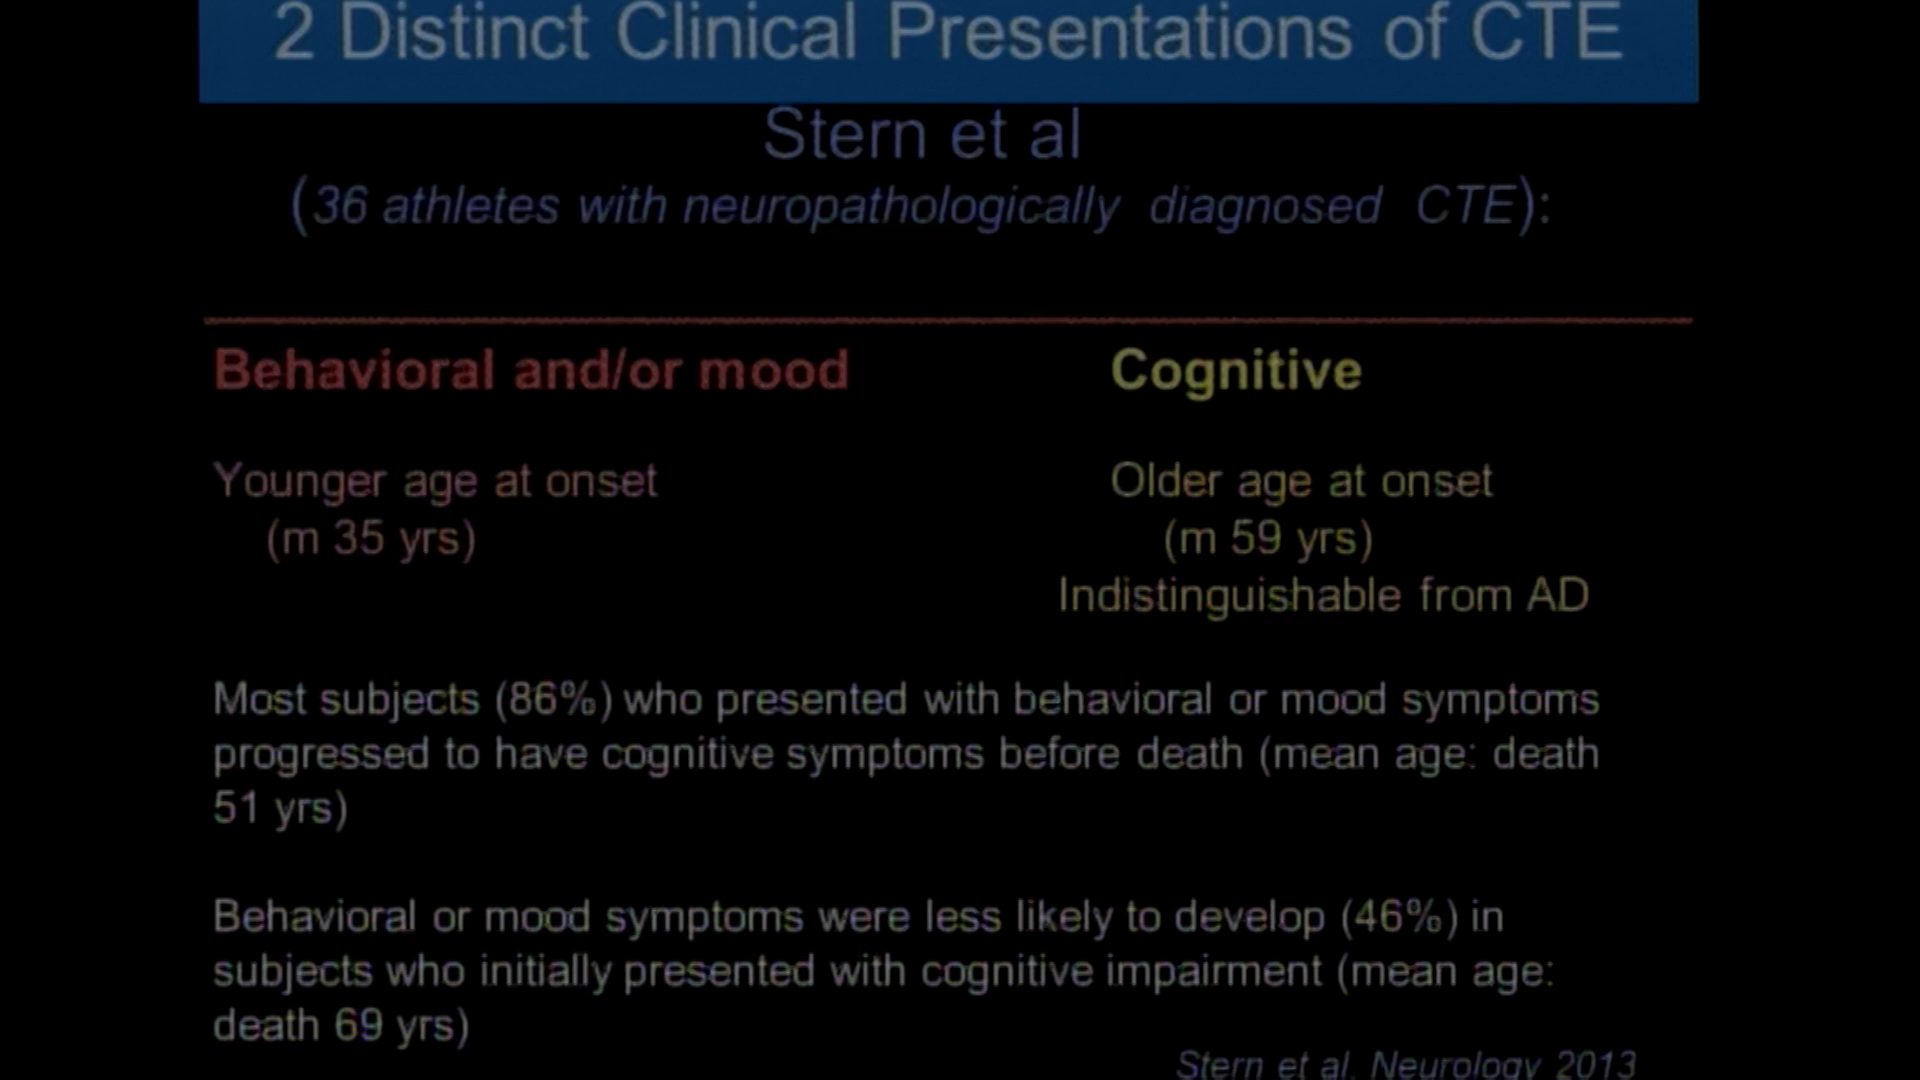 2 Distinct Clinical Presentations of CTE
Stern et al
(36 athletes with neuropathologically diagnosed CTE):
Behavioral and/or mood
Cognitive
Younger age at onset
(m 35 yrs)
Older age at onset
(m 59 yrs)
Indistinguishable from AD
Most subjects (86%) who presented with behavioral or mood symptoms
progressed to have cognitive symptoms before death (mean age: death
51 yrs)
Behavioral or mood symptoms were less likely to develop (46%) in
subjects who initially presented with cognitive impairment (mean age:
death 69 yrs)
Stern et al. Neurology 2013